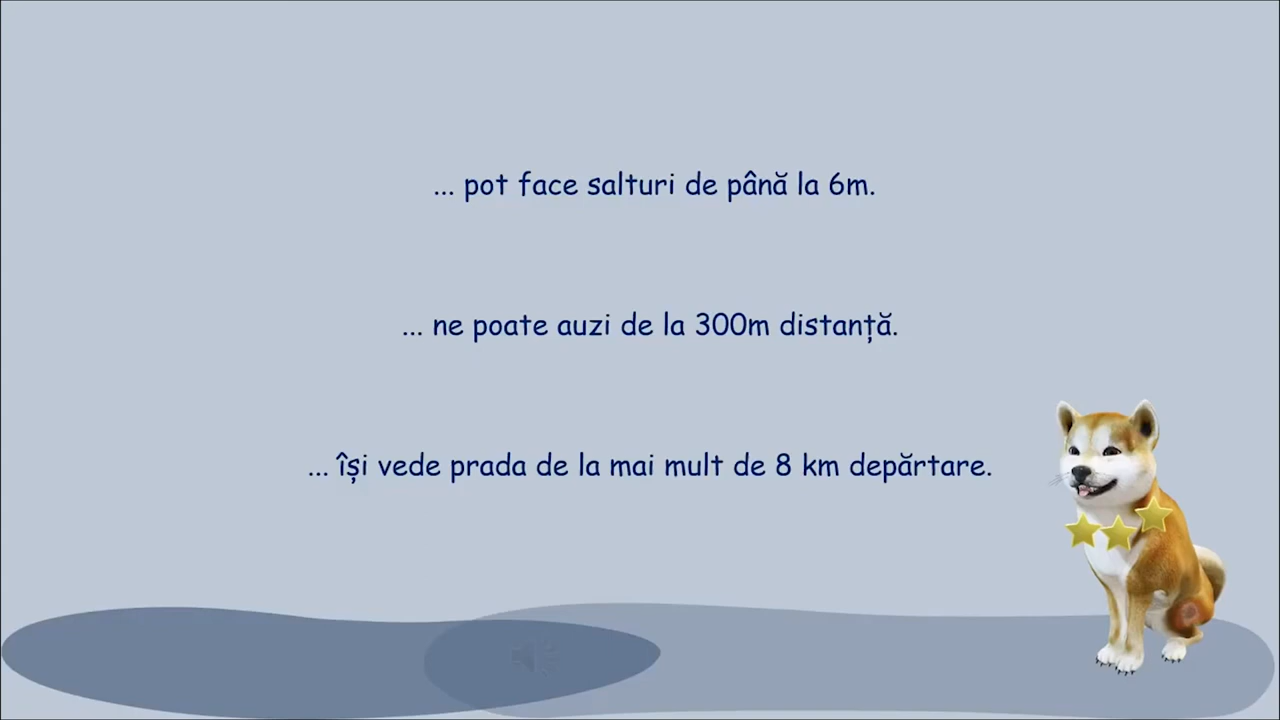 ... pot face salturi de până la 6m.
... ne poate auzi de la 300m distanță.
... își vede prada de la mai mult de 8 km depărtare.